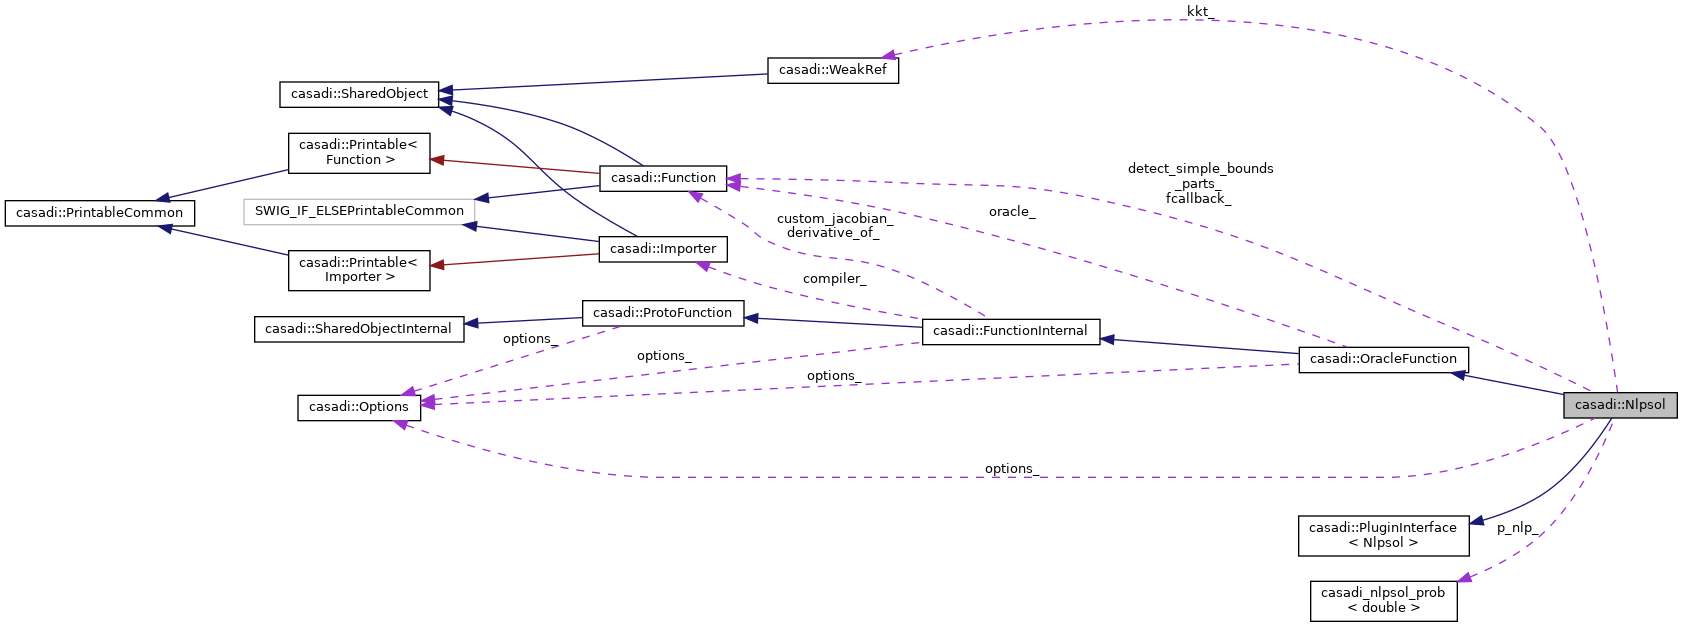 kkt_
casadi::WeakRef
casadi::SharedObject
casadi::Printable<
Function >
detect_simple_bounds
_parts_
fcallback_
casadi::Function
casadi::PrintableCommon
SWIG_IF_ELSEPrintableCommon
oracle_
custom_jacobian_
derivative_of_
casadi::Importer
casadi::Printable<
Importer >
compiler_
casadi::ProtoFunction
casadi::SharedObjectInternal
casadi::FunctionInternal
options_
options_
casadi::OracleFunction
options_
casadi::Options
casadi::Nlpsol
options_
casadi::PluginInterface
< Nlpsol >
p_nlp_
casadi_nlpsol_prob
< double >